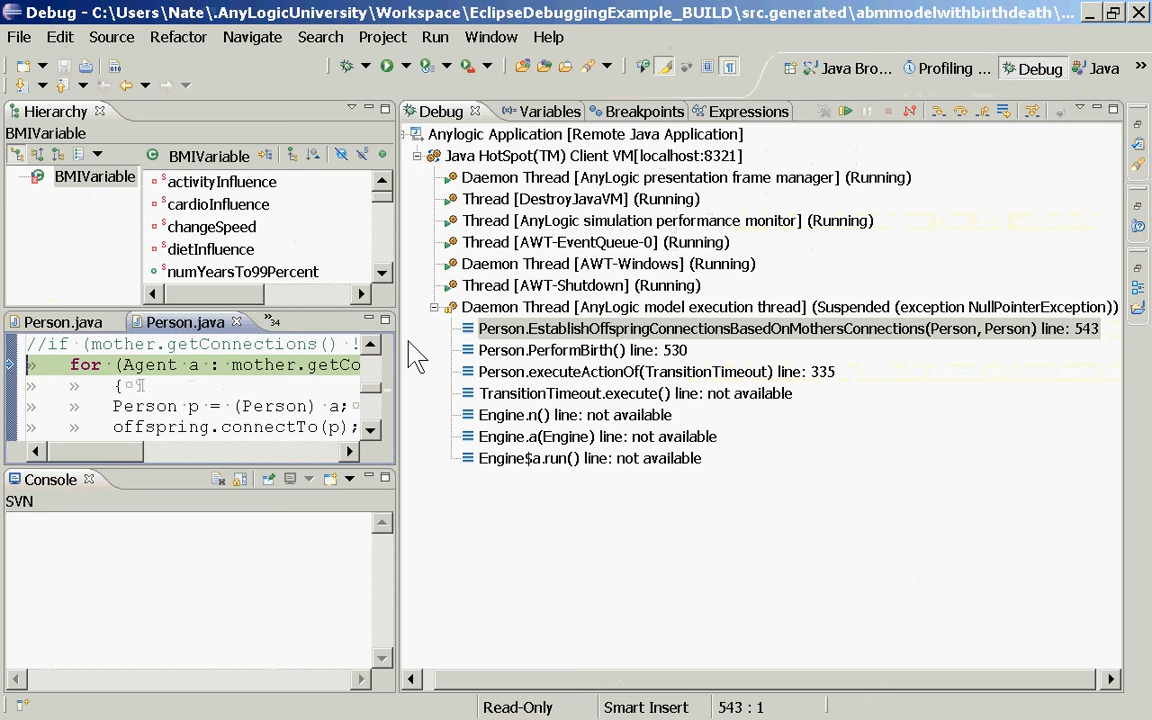 Debug - C:\Users\Nate\.AnyLogicUniversity\Workspace\EclipseDebuggingExample_BUILD\src.generated\abmmodelwithbirthdeath\...
File Edit Source Refactor Navigate Search Project Run Window Help
Java Bro... Profiling ... Debug Java »
Hierarchy
BMIVariable
BMIVariable
BMIVariable
activityInfluence
cardioInfluence
changeSpeed
dietInfluence
numYearsTo99Percent
Person.java Person.java »34
//if (mother.getConnections() !
» for (Agent a : mother.getCo
» » {¤¶
» » Person p = (Person) a;¤
» » offspring.connectTo(p);
Console
SVN
Debug Variables Breakpoints Expressions
Anylogic Application [Remote Java Application]
Java HotSpot(TM) Client VM[localhost:8321]
Daemon Thread [AnyLogic presentation frame manager] (Running)
Thread [DestroyJavaVM] (Running)
Thread [AnyLogic simulation performance monitor] (Running)
Thread [AWT-EventQueue-0] (Running)
Daemon Thread [AWT-Windows] (Running)
Thread [AWT-Shutdown] (Running)
Daemon Thread [AnyLogic model execution thread] (Suspended (exception NullPointerException))
Person.EstablishOffspringConnectionsBasedOnMothersConnections(Person, Person) line: 543
Person.PerformBirth() line: 530
Person.executeActionOf(TransitionTimeout) line: 335
TransitionTimeout.execute() line: not available
Engine.n() line: not available
Engine.a(Engine) line: not available
Engine$a.run() line: not available
Read-Only Smart Insert 543 : 1